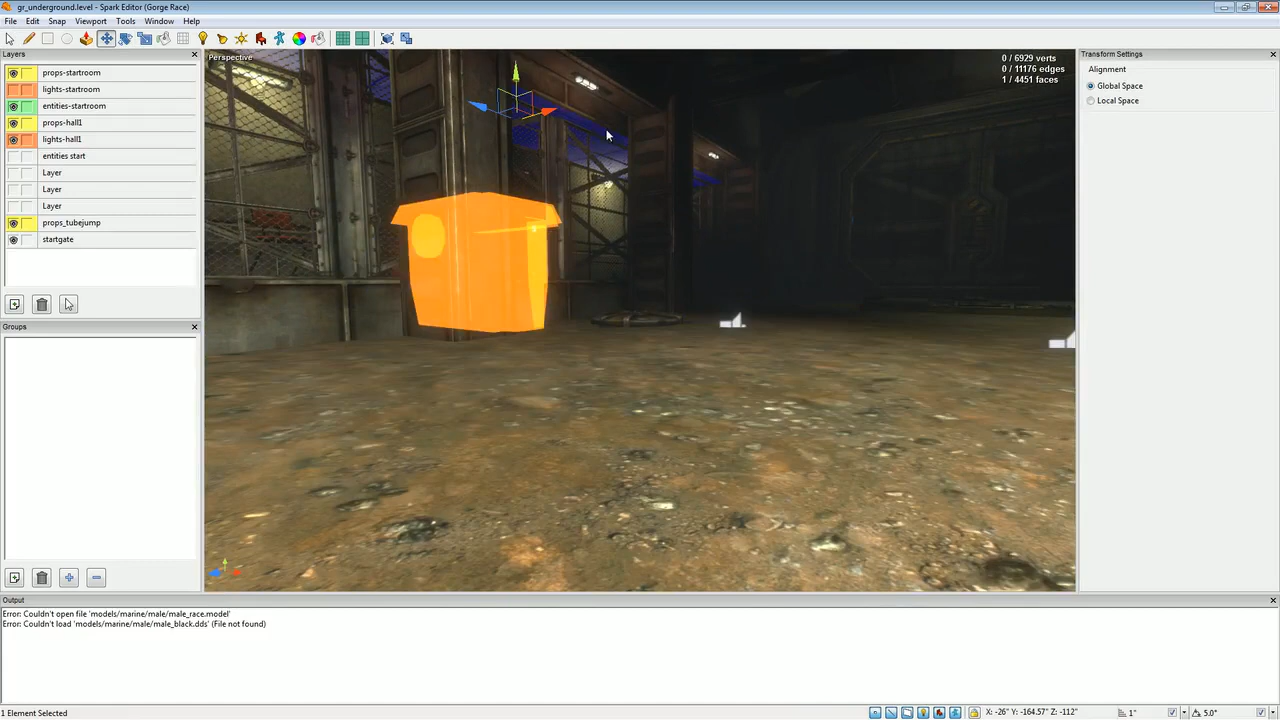 gr_underground.level - Spark Editor (Gorge Race)
File Edit Snap Viewport Tools Window Help
Layers
props-startroom
lights-startroom
entities-startroom
props-hall1
lights-hall1
entities start
Layer
Layer
Layer
props_tubejump
startgate
Groups
Perspective
0 / 6929 verts
0 / 11176 edges
1 / 4451 faces
Transform Settings
Alignment
Global Space
Local Space
Output
Error: Couldn't open file 'models/marine/male/male_race.model'
Error: Couldn't load 'models/marine/male/male_black.dds' (File not found)
1 Element Selected
X: -26" Y: -164.57" Z: -112"
1"
5.0°